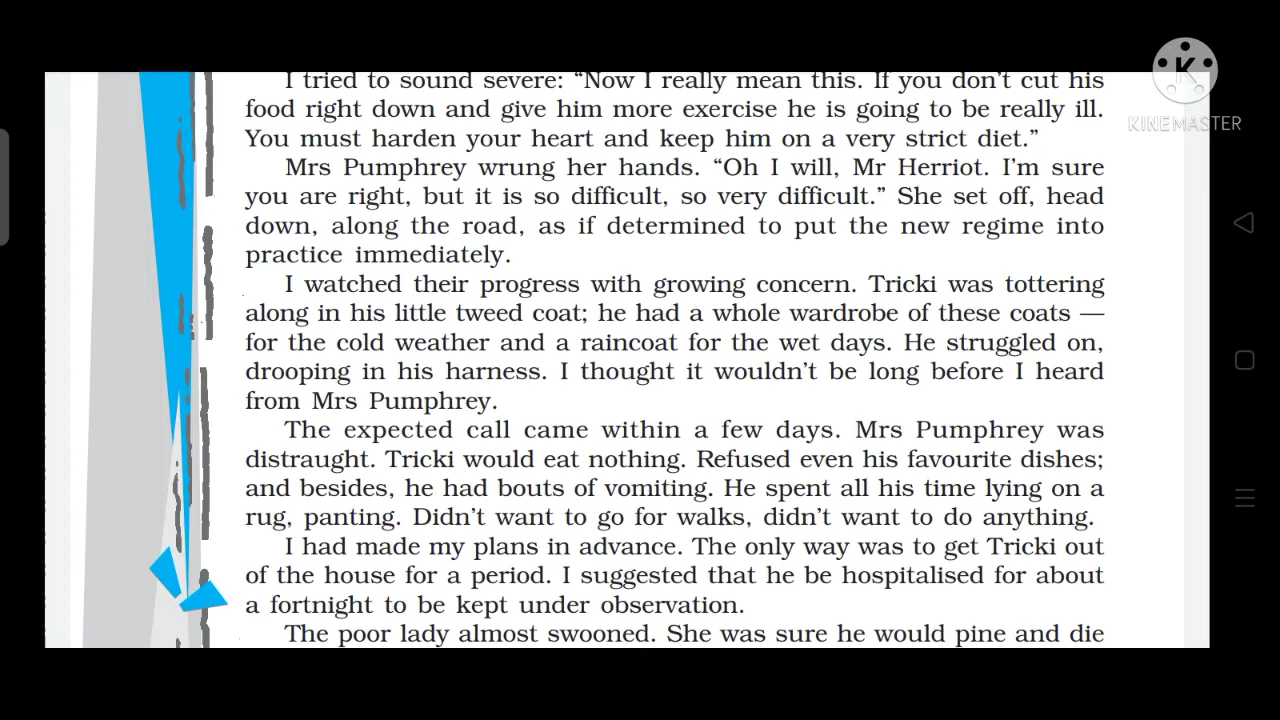 I tried to sound severe: “Now I really mean this. If you don’t cut his
food right down and give him more exercise he is going to be really ill.
You must harden your heart and keep him on a very strict diet.”
Mrs Pumphrey wrung her hands. “Oh I will, Mr Herriot. I’m sure
you are right, but it is so difficult, so very difficult.” She set off, head
down, along the road, as if determined to put the new regime into
practice immediately.
I watched their progress with growing concern. Tricki was tottering
along in his little tweed coat; he had a whole wardrobe of these coats —
for the cold weather and a raincoat for the wet days. He struggled on,
drooping in his harness. I thought it wouldn’t be long before I heard
from Mrs Pumphrey.
The expected call came within a few days. Mrs Pumphrey was
distraught. Tricki would eat nothing. Refused even his favourite dishes;
and besides, he had bouts of vomiting. He spent all his time lying on a
rug, panting. Didn’t want to go for walks, didn’t want to do anything.
I had made my plans in advance. The only way was to get Tricki out
of the house for a period. I suggested that he be hospitalised for about
a fortnight to be kept under observation.
The poor lady almost swooned. She was sure he would pine and die
K
KINEMASTER